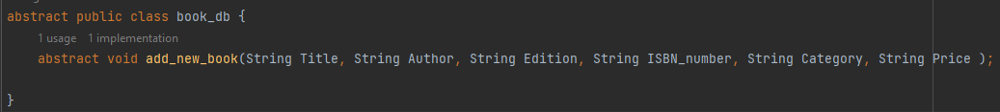 abstract public class book_db {
1 usage   1 implementation
abstract void add_new_book(String Title, String Author, String Edition, String ISBN_number, String Category, String Price );
}